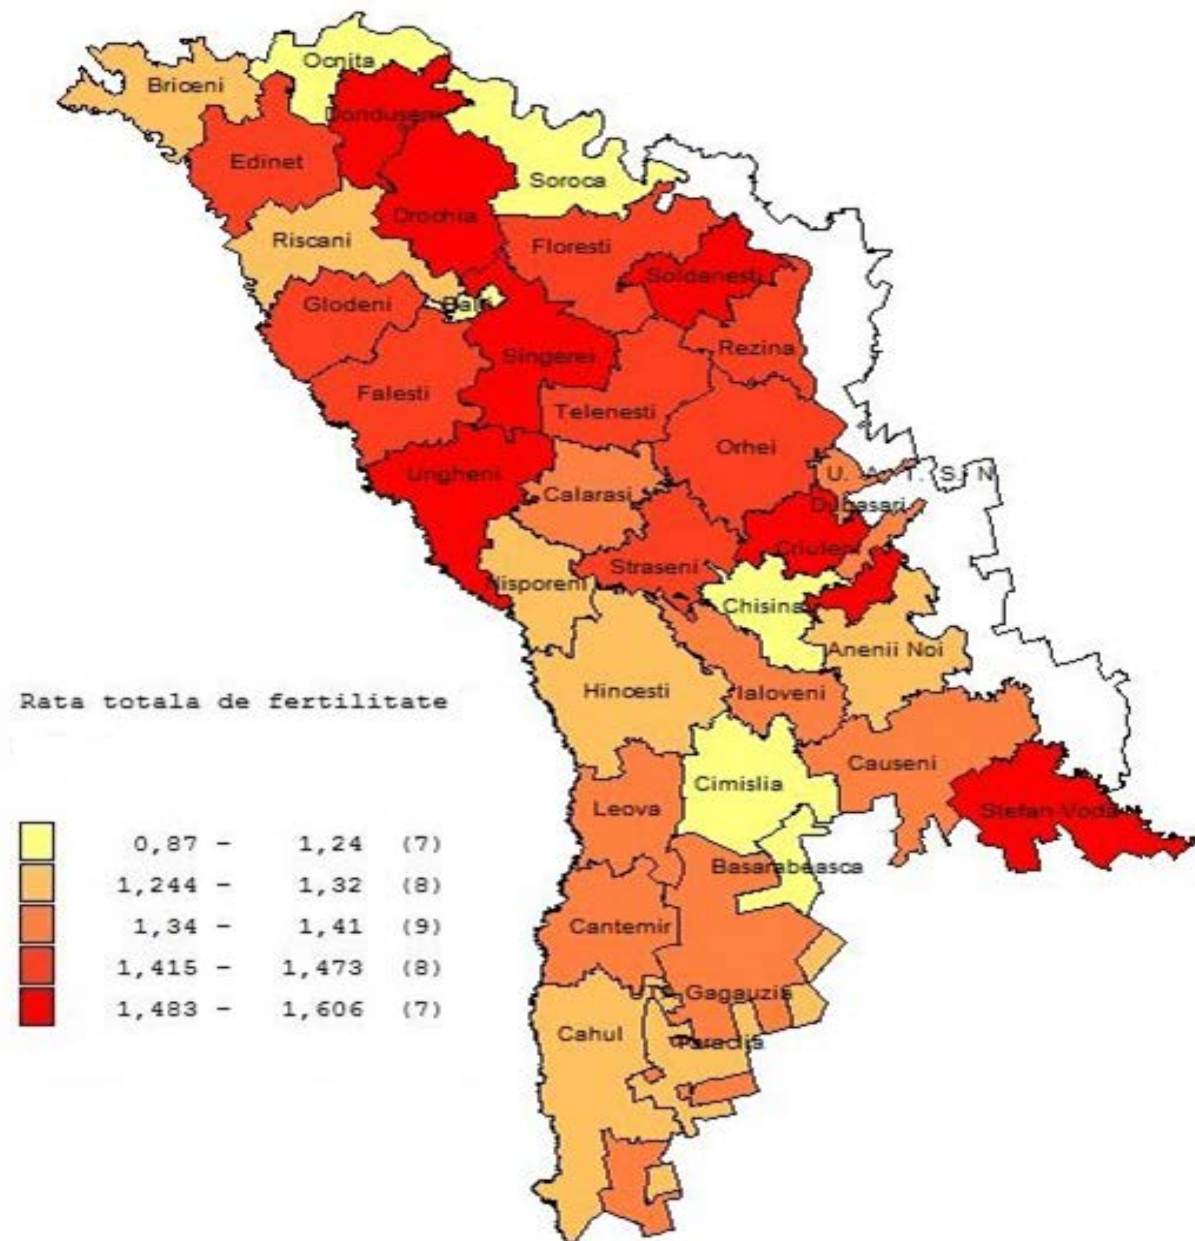 Ocnita
Briceni
Donduseni
Edinet
Soroca
Drochia
Riscani
Floresti
Soldanesti
Glodeni
Balti
Rezina
Singerei
Falesti
Telenesti
Orhei
Ungheni
U. A. T. S. N
Calarasi
Dubasari
Criuleni
Straseni
Nisporeni
Chisina
Anenii Noi
Hincesti
Ialoveni
Rata totala de fertilitate
Causeni
Cimislia
Leova
Stefan-Voda
0,87 - 1,24 (7)
Basarabeasca
1,244 - 1,32 (8)
1,34 - 1,41 (9)
Cantemir
1,415 - 1,473 (8)
UTA Gagauzia
1,483 - 1,606 (7)
Cahul
Taraclia